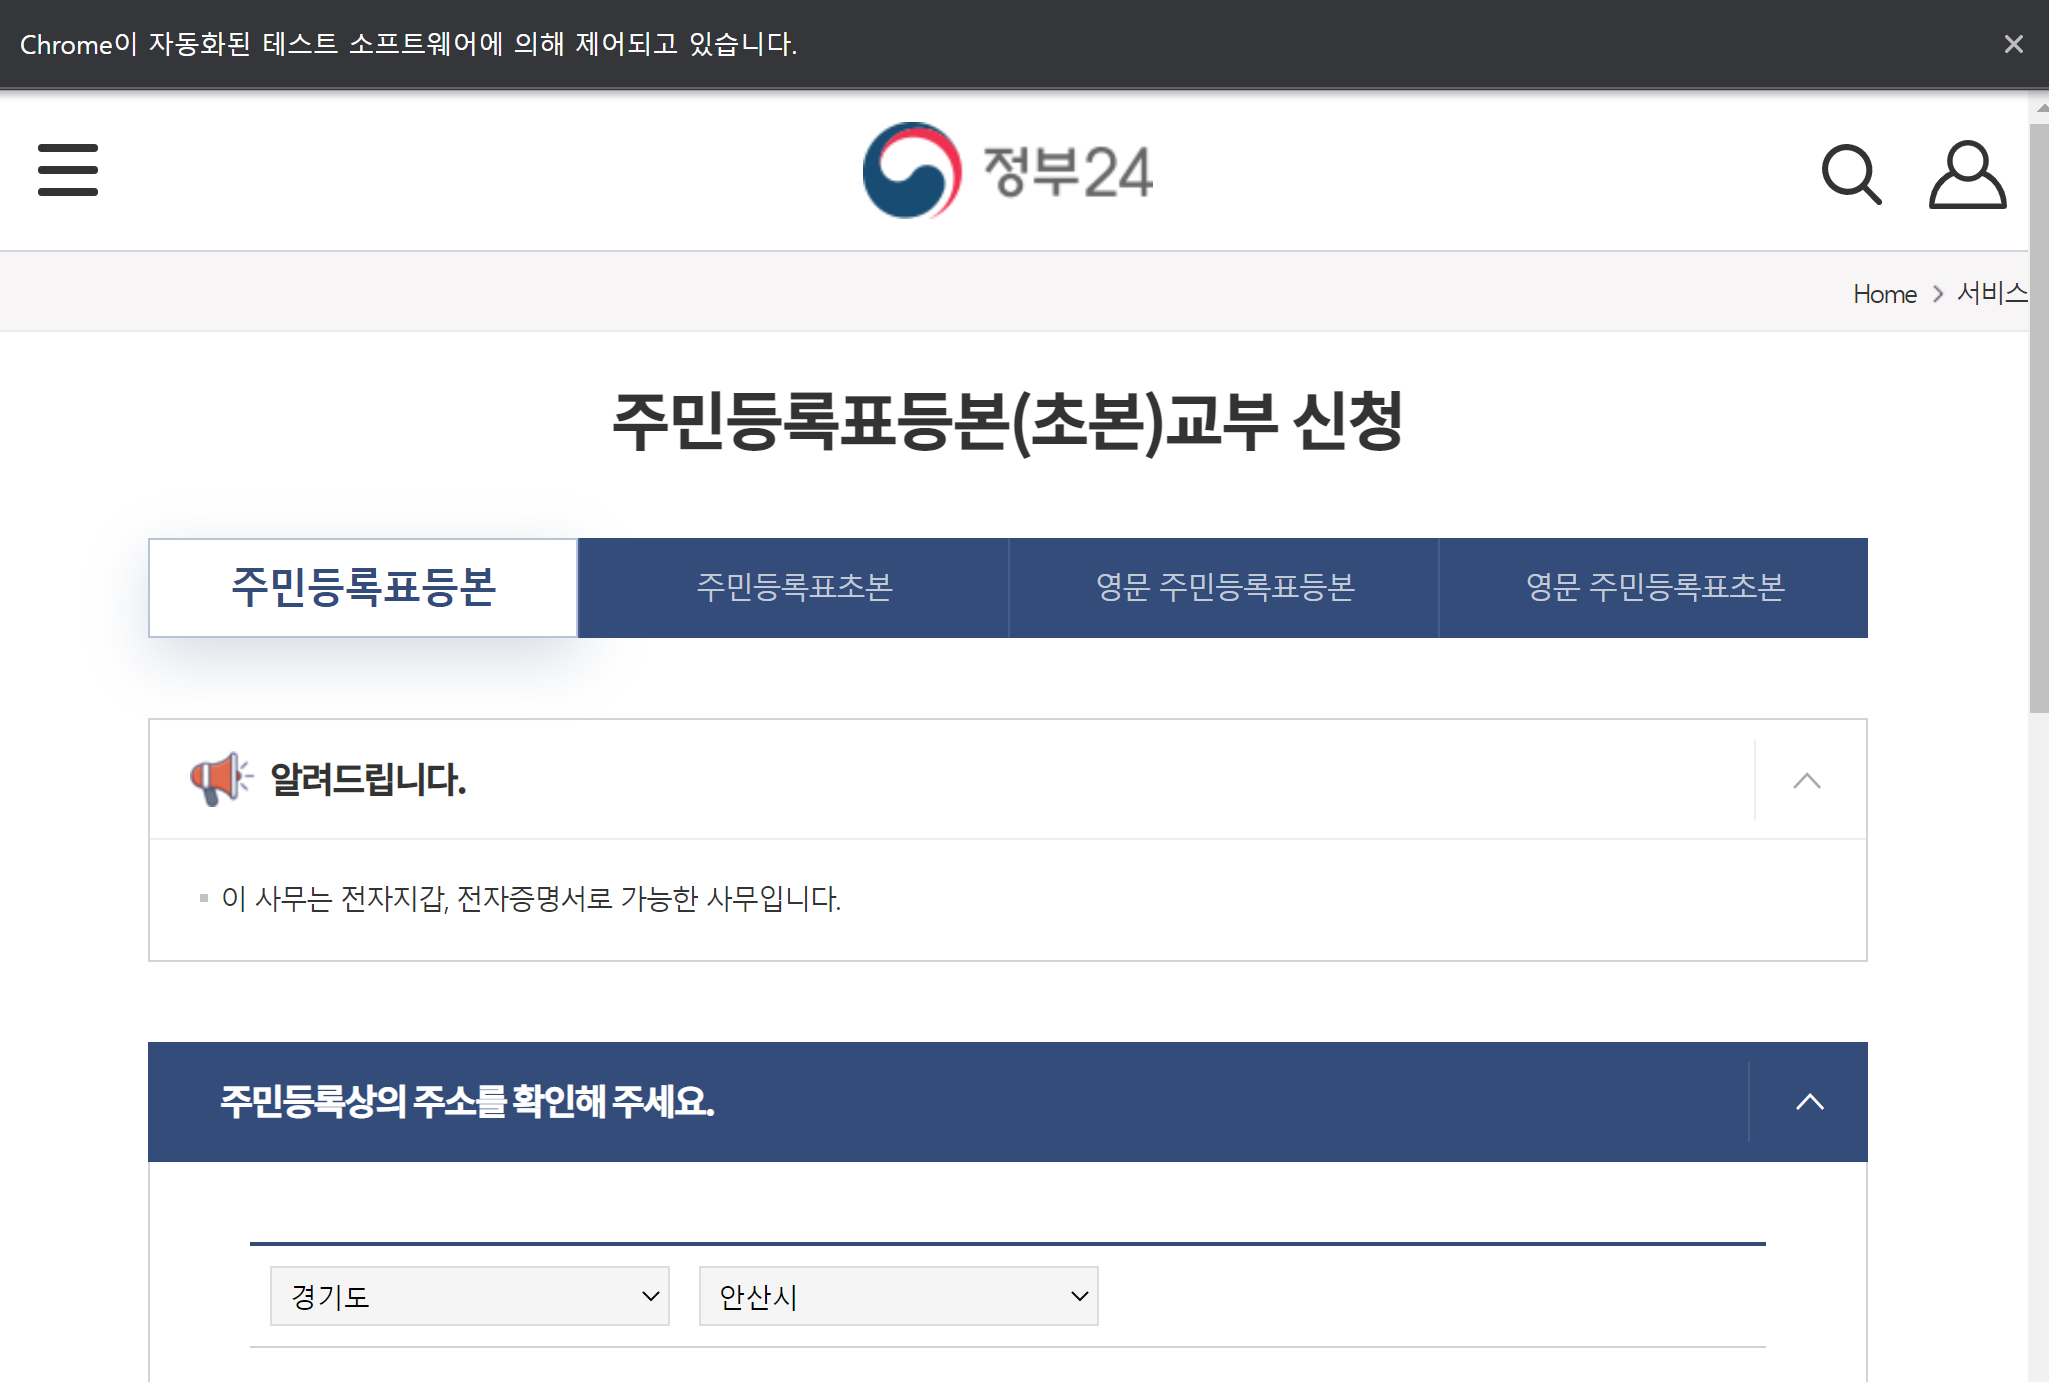 Chrome이 자동화된 테스트 소프트웨어에 의해 제어되고 있습니다.
정부24
Home > 서비스
주민등록표등본(초본)교부 신청
주민등록표등본 주민등록표초본 영문 주민등록표등본 영문 주민등록표초본
알려드립니다.
이 사무는 전자지갑, 전자증명서로 가능한 사무입니다.
주민등록상의 주소를 확인해 주세요.
경기도 안산시